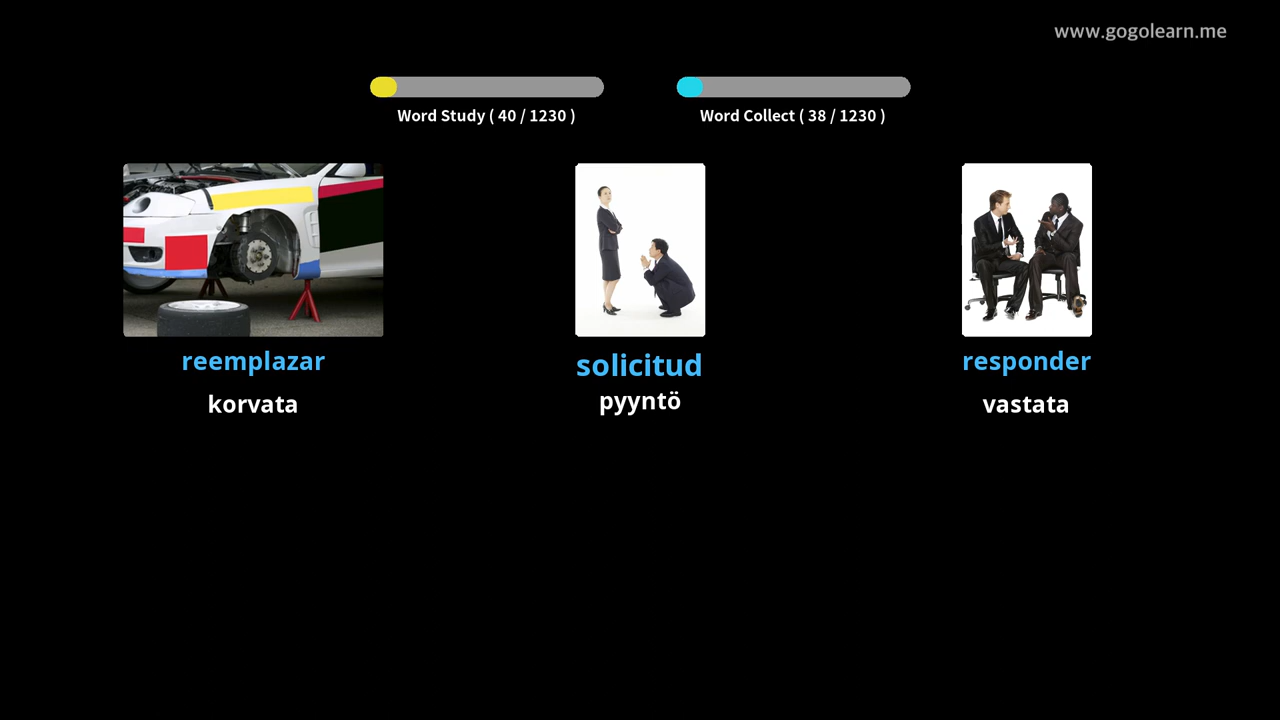 www.gogolearn.me
Word Study ( 40 / 1230 )
Word Collect ( 38 / 1230 )
reemplazar
korvata
solicitud
pyyntö
responder
vastata